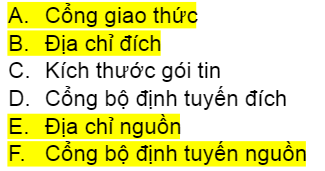 A. Cổng giao thức
B. Địa chỉ đích
C. Kích thước gói tin
D. Cổng bộ định tuyến đích
E. Địa chỉ nguồn
F. Cổng bộ định tuyến nguồn